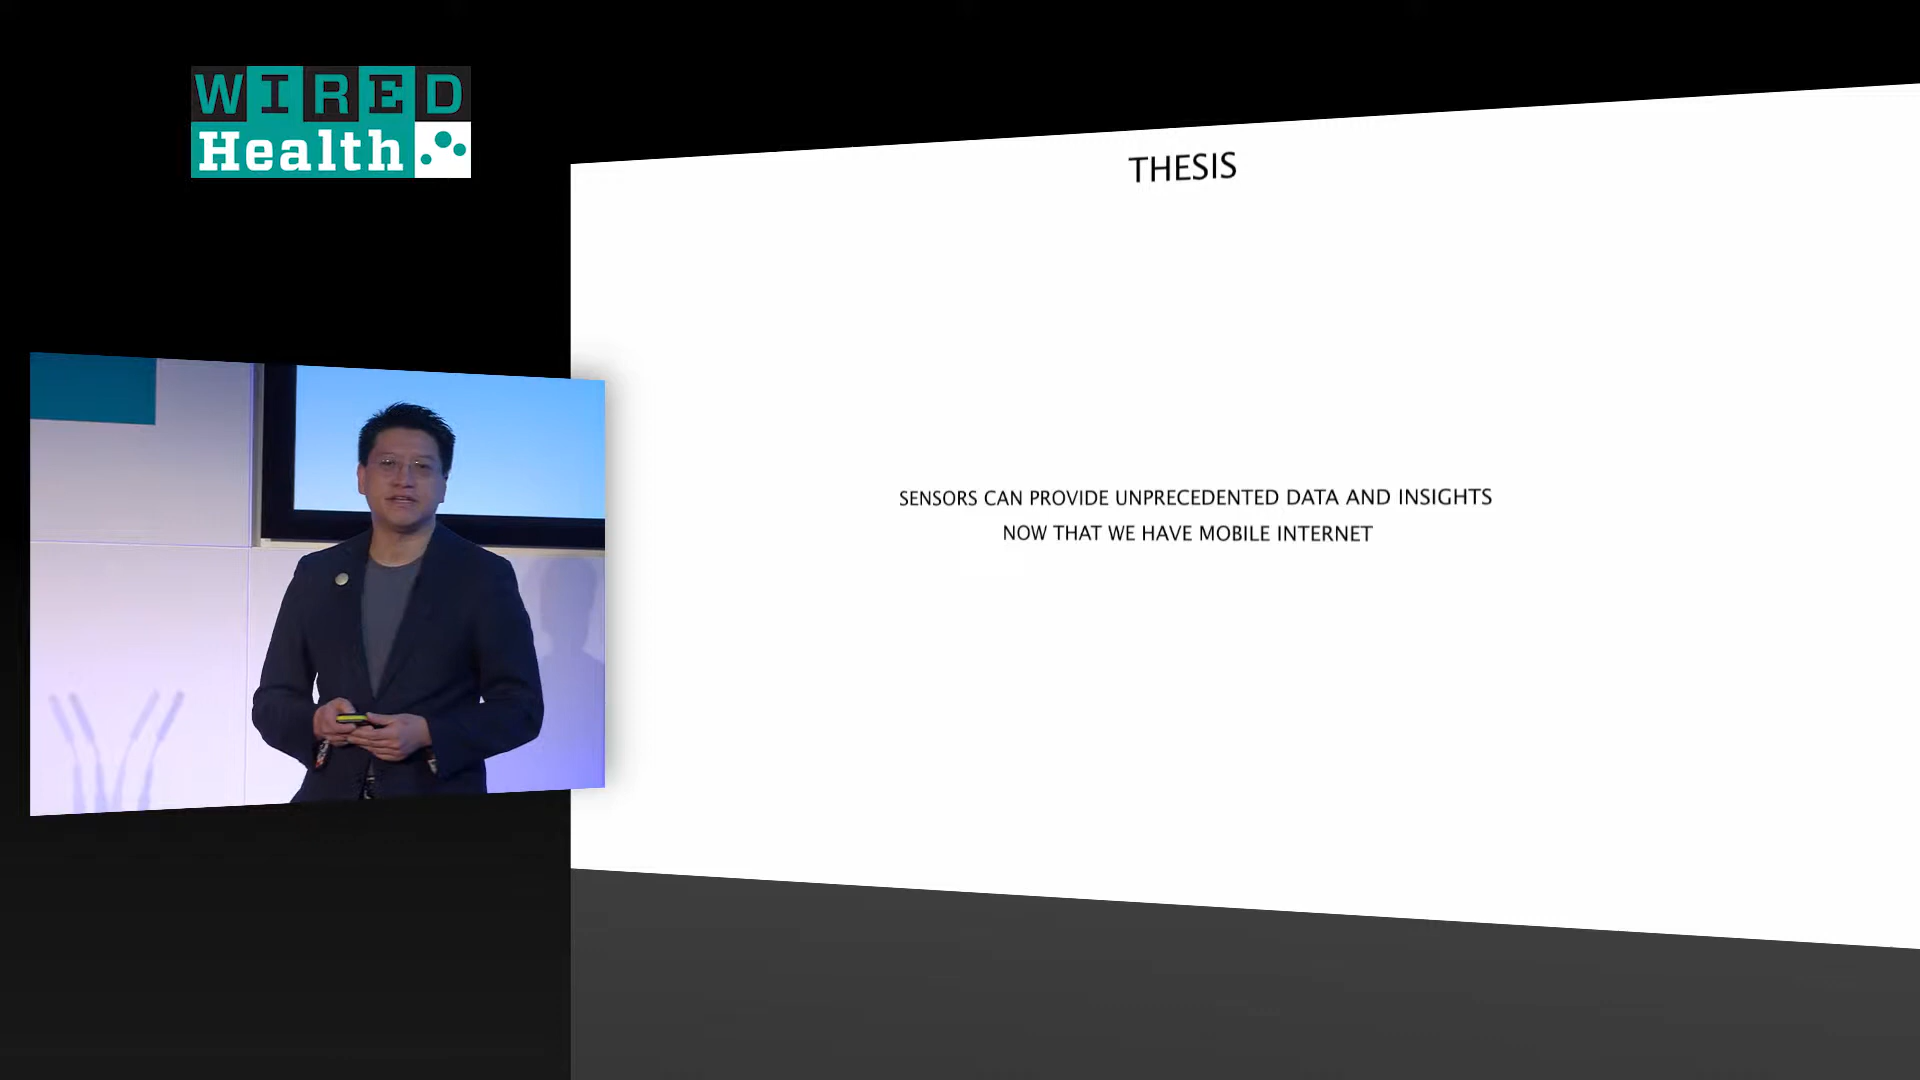 WIRED
Health
THESIS
SENSORS CAN PROVIDE UNPRECEDENTED DATA AND INSIGHTS
NOW THAT WE HAVE MOBILE INTERNET